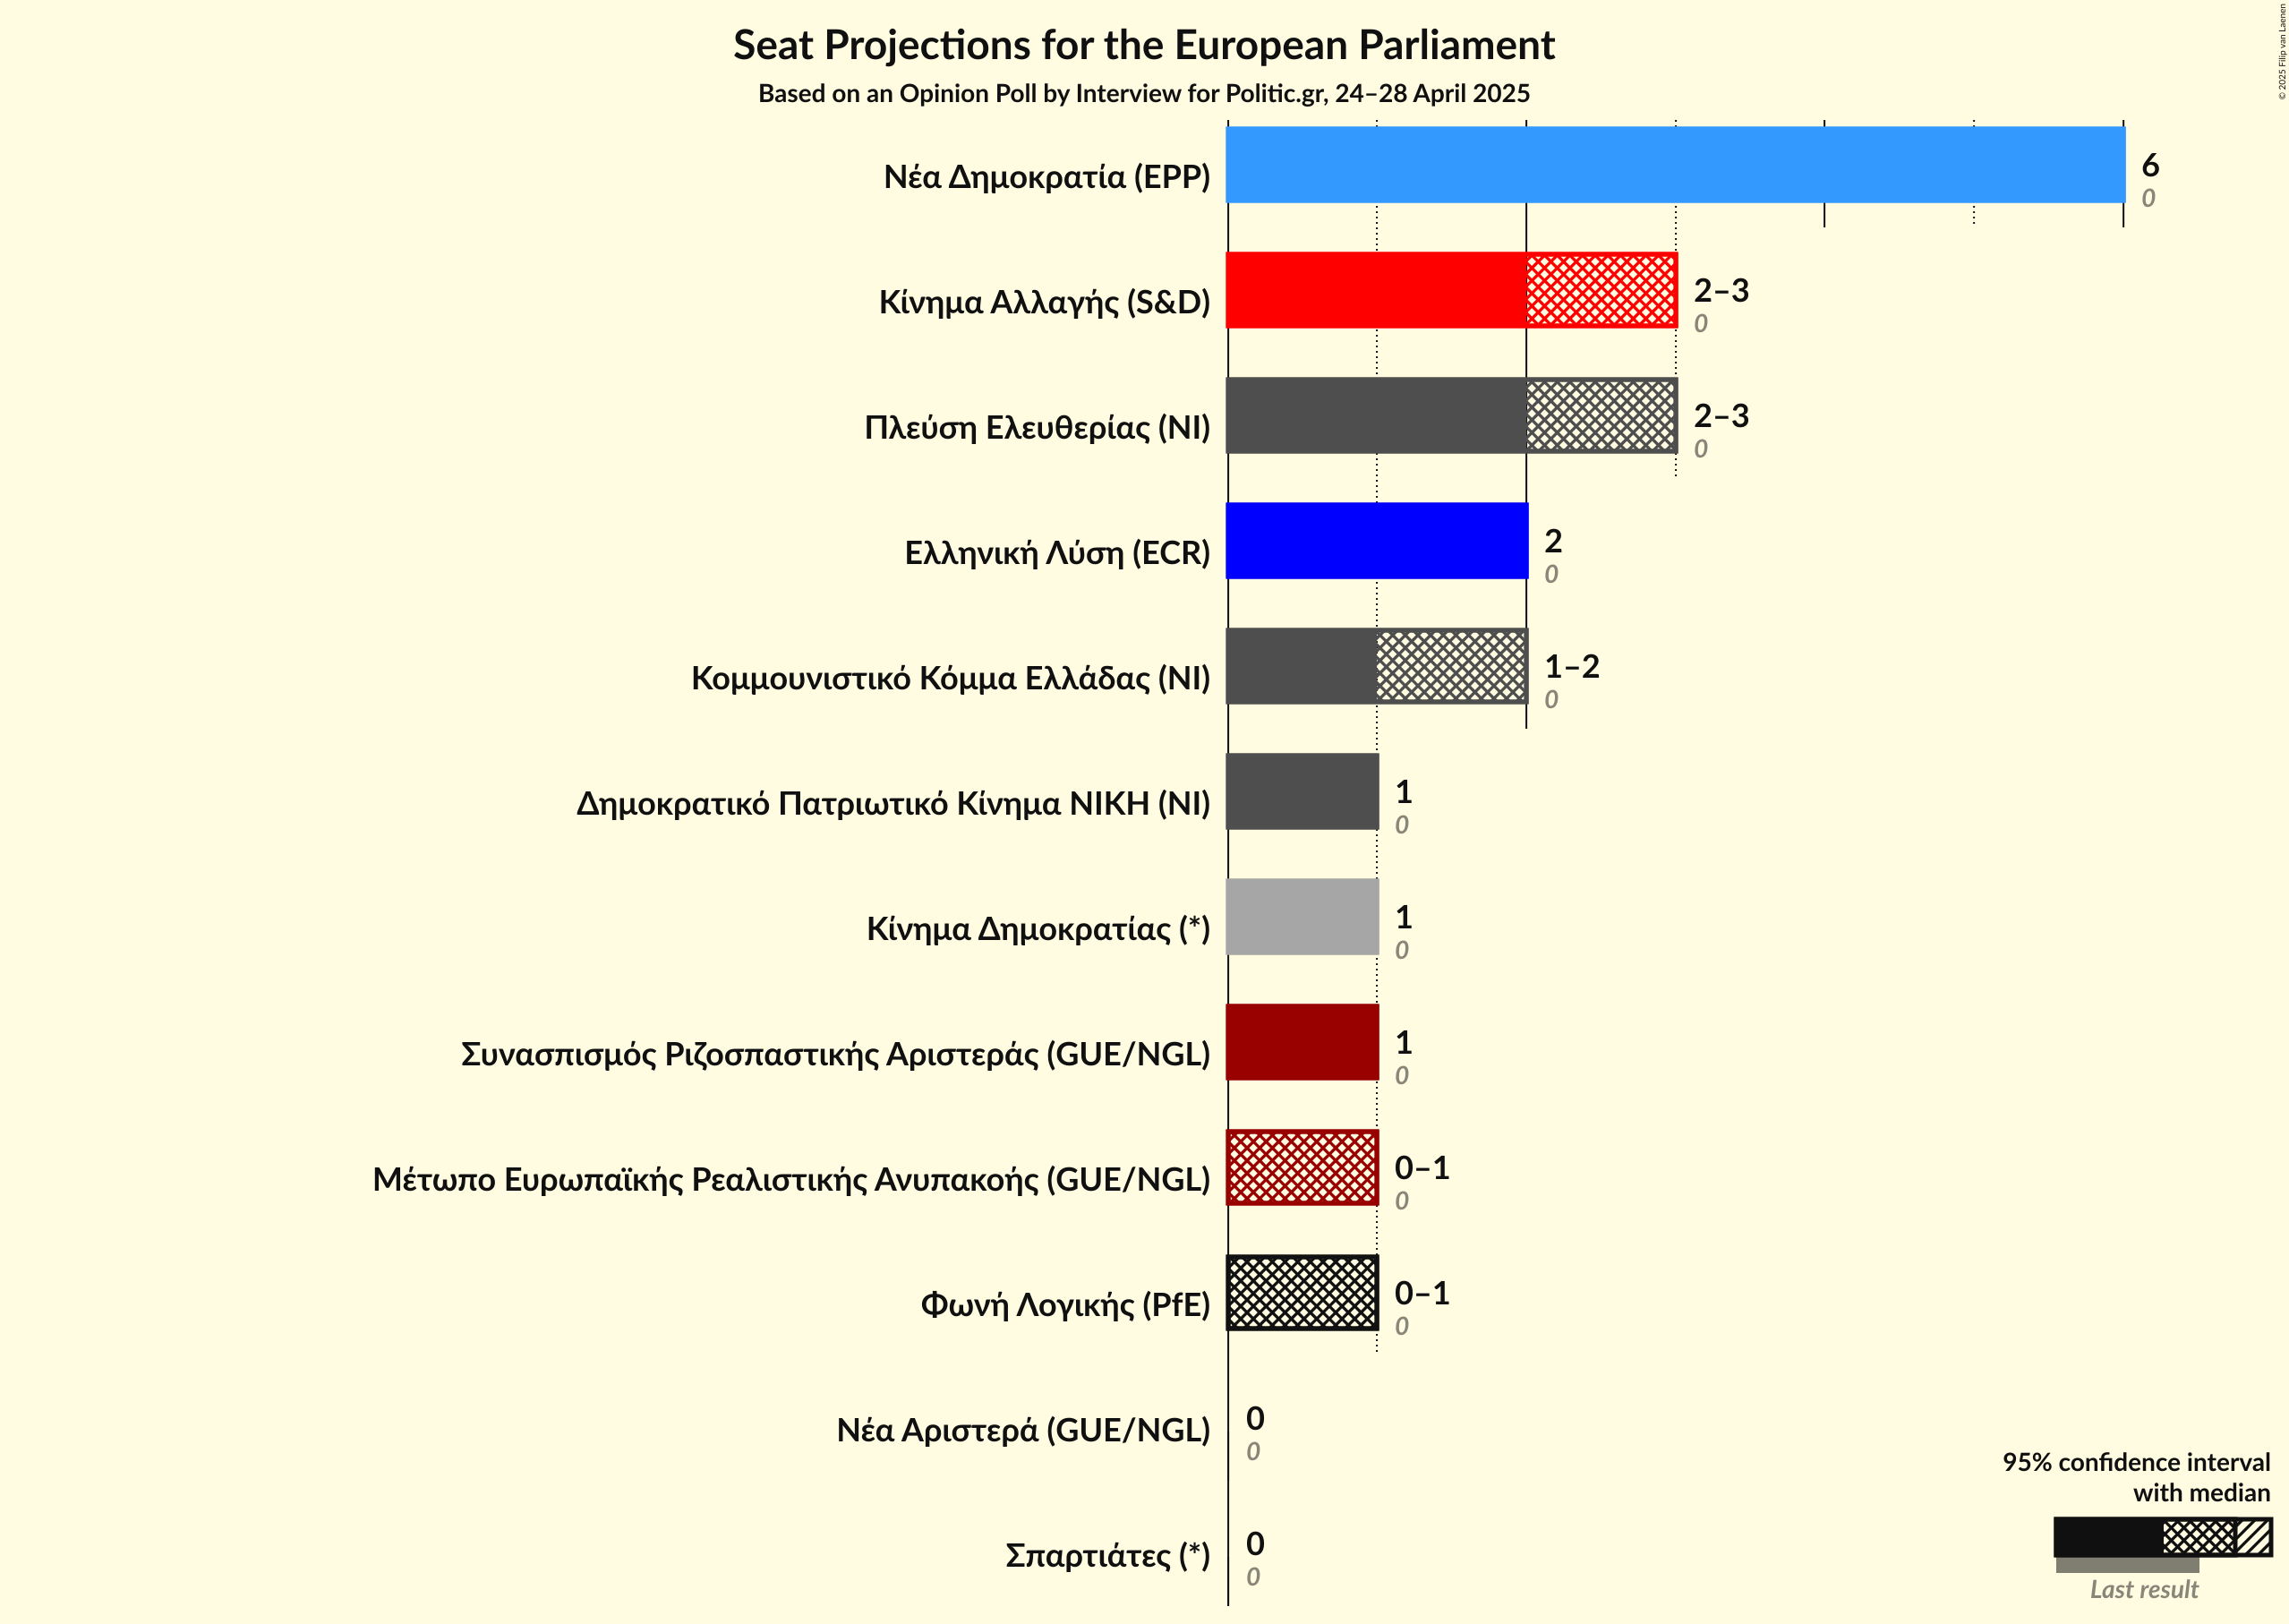 Seat Projections for the European Parliament
Based on an Opinion Poll by Interview for Politic.gr, 24–28 April 2025
© 2025 Filip van Laenen
Νέα Δημοκρατία (EPP)
6
0
Κίνημα Αλλαγής (S&D)
2–3
0
Πλεύση Ελευθερίας (NI)
2–3
0
Ελληνική Λύση (ECR)
2
0
Κομμουνιστικό Κόμμα Ελλάδας (NI)
1–2
0
Δημοκρατικό Πατριωτικό Κίνημα ΝΙΚΗ (NI)
1
0
Κίνημα Δημοκρατίας (*)
1
0
Συνασπισμός Ριζοσπαστικής Αριστεράς (GUE/NGL)
1
0
Μέτωπο Ευρωπαϊκής Ρεαλιστικής Ανυπακοής (GUE/NGL)
0–1
0
Φωνή Λογικής (PfE)
0–1
0
Νέα Αριστερά (GUE/NGL)
0
0
Σπαρτιάτες (*)
0
0
95% confidence interval
with median
Last result